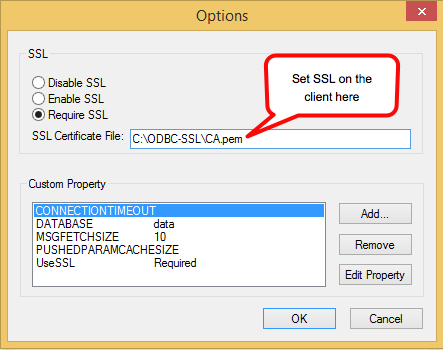 Options
SSL
Disable SSL
Enable SSL
Require SSL
Set SSL on the
client here
SSL Certificate File: C:\ODBC-SSL\CA.pem
Custom Property
CONNECTIONTIMEOUT
DATABASE data
MSGFETCHSIZE 10
PUSHEDPARAMCACHESIZE
UseSSL Required
Add...
Remove
Edit Property
OK Cancel